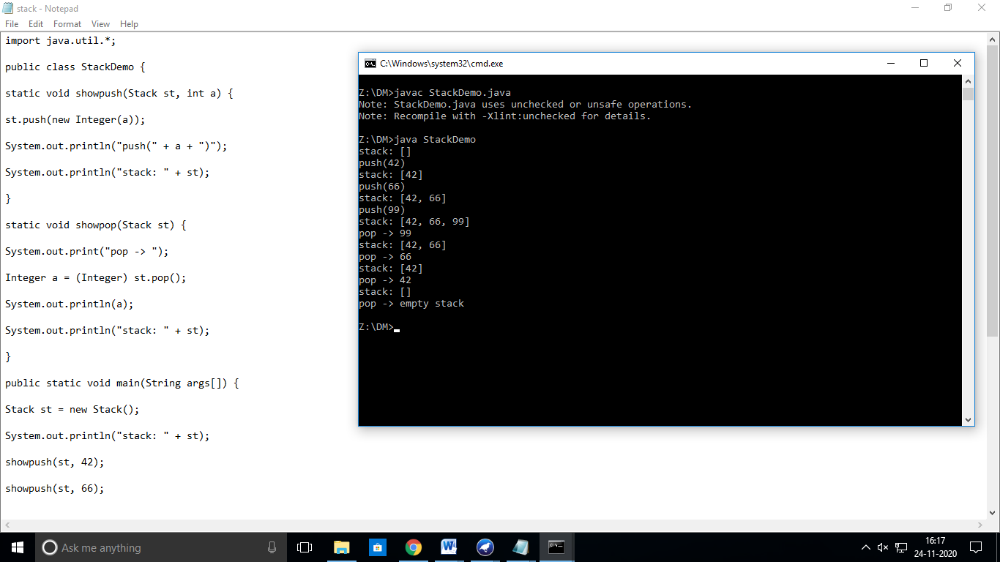 stack - Notepad
File Edit Format View Help
import java.util.*;
public class StackDemo {
static void showpush(Stack st, int a) {
st.push(new Integer(a));
System.out.println("push(" + a + ")");
System.out.println("stack: " + st);
}
static void showpop(Stack st) {
System.out.print("pop -> ");
Integer a = (Integer) st.pop();
System.out.println(a);
System.out.println("stack: " + st);
}
public static void main(String args[]) {
Stack st = new Stack();
System.out.println("stack: " + st);
showpush(st, 42);
showpush(st, 66);
C:\Windows\system32\cmd.exe
Z:\DM>javac StackDemo.java
Note: StackDemo.java uses unchecked or unsafe operations.
Note: Recompile with -Xlint:unchecked for details.
Z:\DM>java StackDemo
stack: []
push(42)
stack: [42]
push(66)
stack: [42, 66]
push(99)
stack: [42, 66, 99]
pop -> 99
stack: [42, 66]
pop -> 66
stack: [42]
pop -> 42
stack: []
pop -> empty stack
Z:\DM>
Ask me anything
16:17
24-11-2020